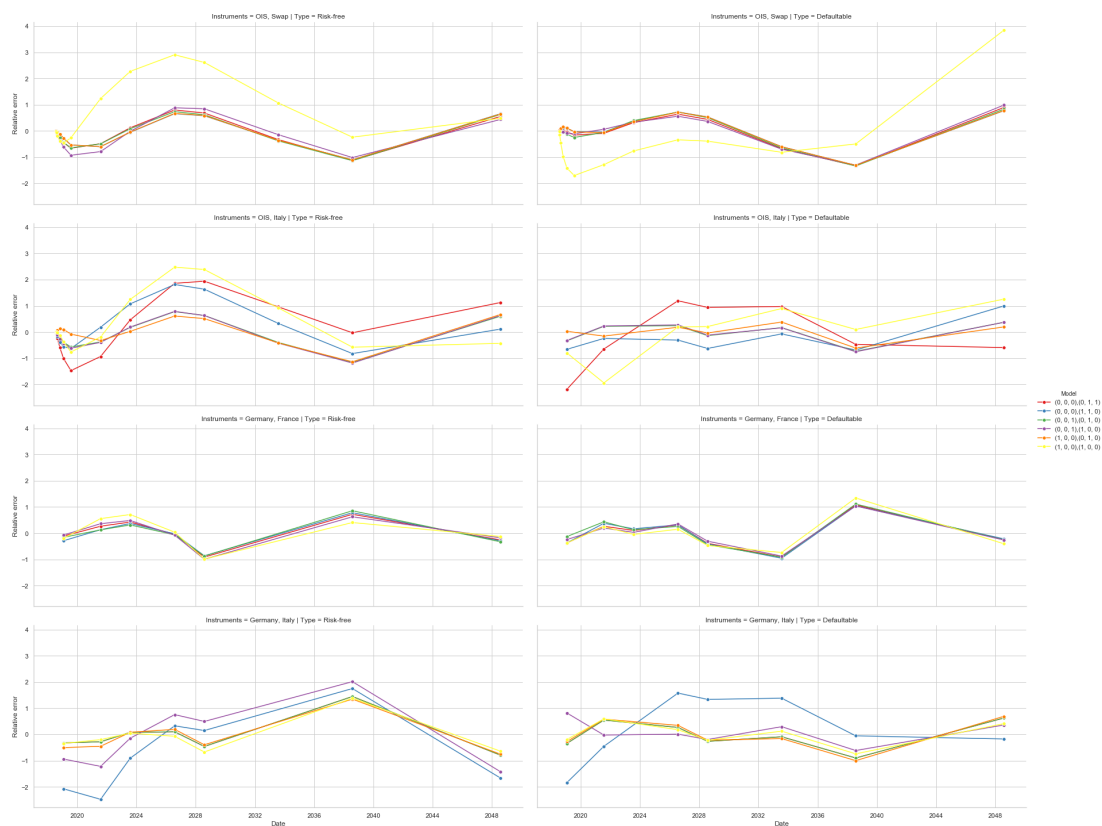 Instruments = OIS, Swap | Type = Risk-free
Instruments = OIS, Swap | Type = Defaultable
4
3
2
1
0
−1
−2
Relative error
Instruments = OIS, Italy | Type = Risk-free
Instruments = OIS, Italy | Type = Defaultable
4
3
2
1
0
−1
−2
Relative error
Instruments = Germany, France | Type = Risk-free
Instruments = Germany, France | Type = Defaultable
4
3
2
1
0
−1
−2
Relative error
Instruments = Germany, Italy | Type = Risk-free
Instruments = Germany, Italy | Type = Defaultable
4
3
2
1
0
−1
−2
Relative error
2020 2024 2028 2032 2036 2040 2044 2048
Date
2020 2024 2028 2032 2036 2040 2044 2048
Date
Model
(0, 0, 0),(0, 1, 1)
(0, 0, 0),(1, 1, 0)
(0, 0, 1),(0, 1, 0)
(0, 0, 1),(1, 0, 0)
(1, 0, 0),(0, 1, 0)
(1, 0, 0),(1, 0, 0)